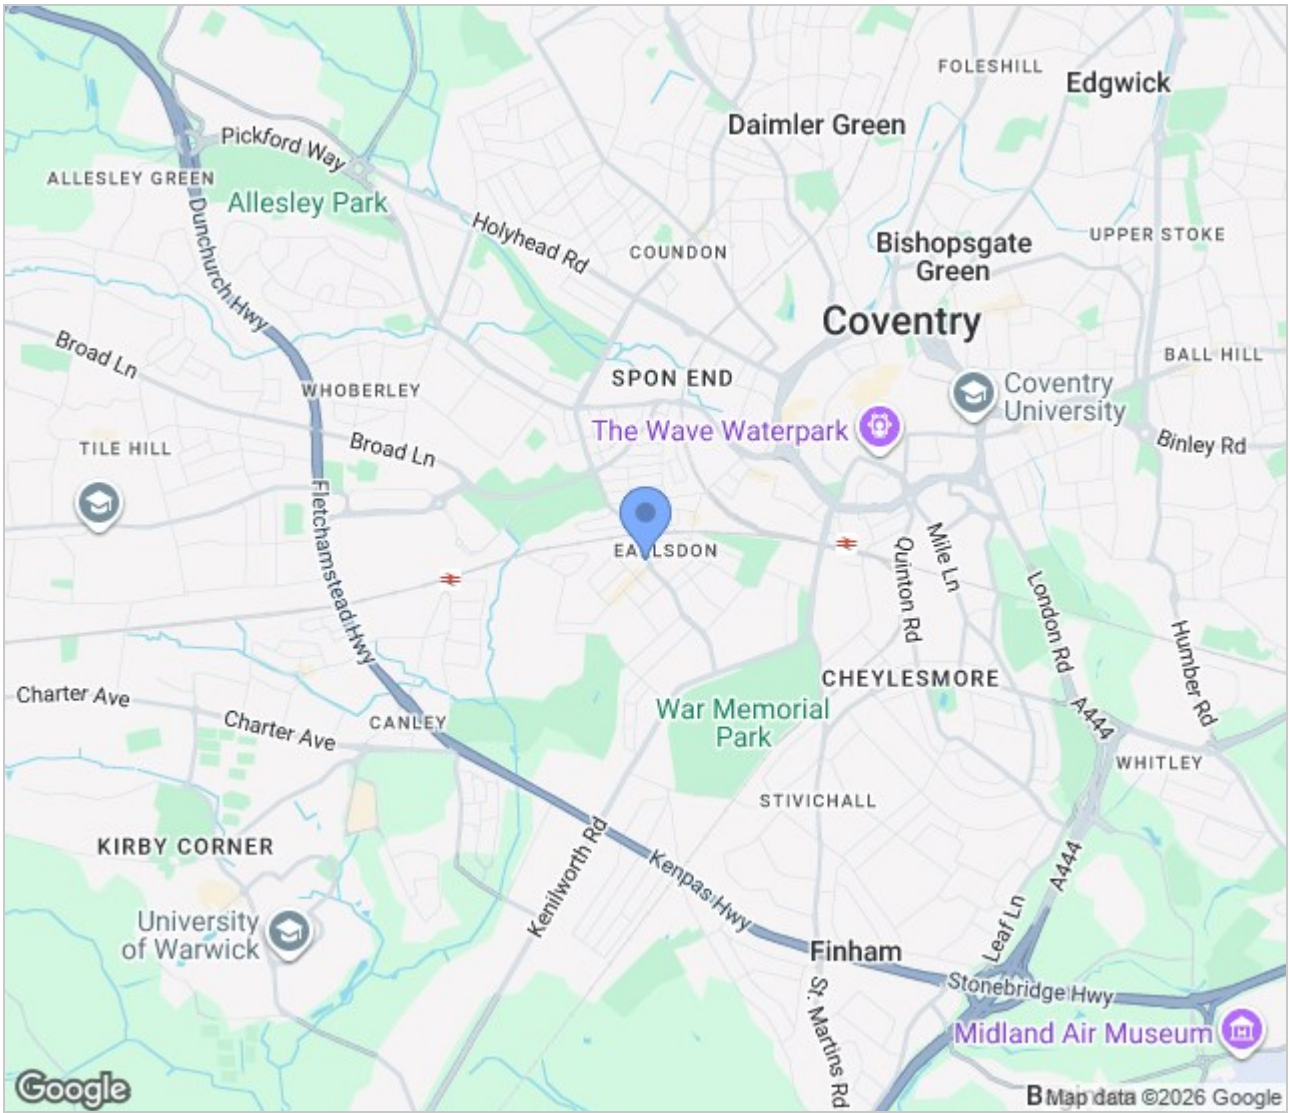 FOLESHILL
Edgwick
Daimler Green
Pickford Way
ALLESLEY GREEN
Allesley Park
Dunchurch Hwy
Holyhead Rd
COUNDON
Bishopsgate
Green
UPPER STOKE
Coventry
Broad Ln
WHOBERLEY
SPON END
BALL HILL
Coventry
University
The Wave Waterpark
TILE HILL
Broad Ln
Binley Rd
Fletchamstead Hwy
EARLSDON
Quinton Rd
Mile Ln
London Rd
Humber Rd
CHEYLESMORE
Charter Ave
Charter Ave
CANLEY
War Memorial
Park
A444
WHITLEY
STIVICHALL
KIRBY CORNER
Kenilworth Rd
Kenpas Hwy
A444
Leaf Ln
University
of Warwick
Finham
Stonebridge Hwy
St. Martins Rd
Midland Air Museum
Google
Map data ©2026 Google